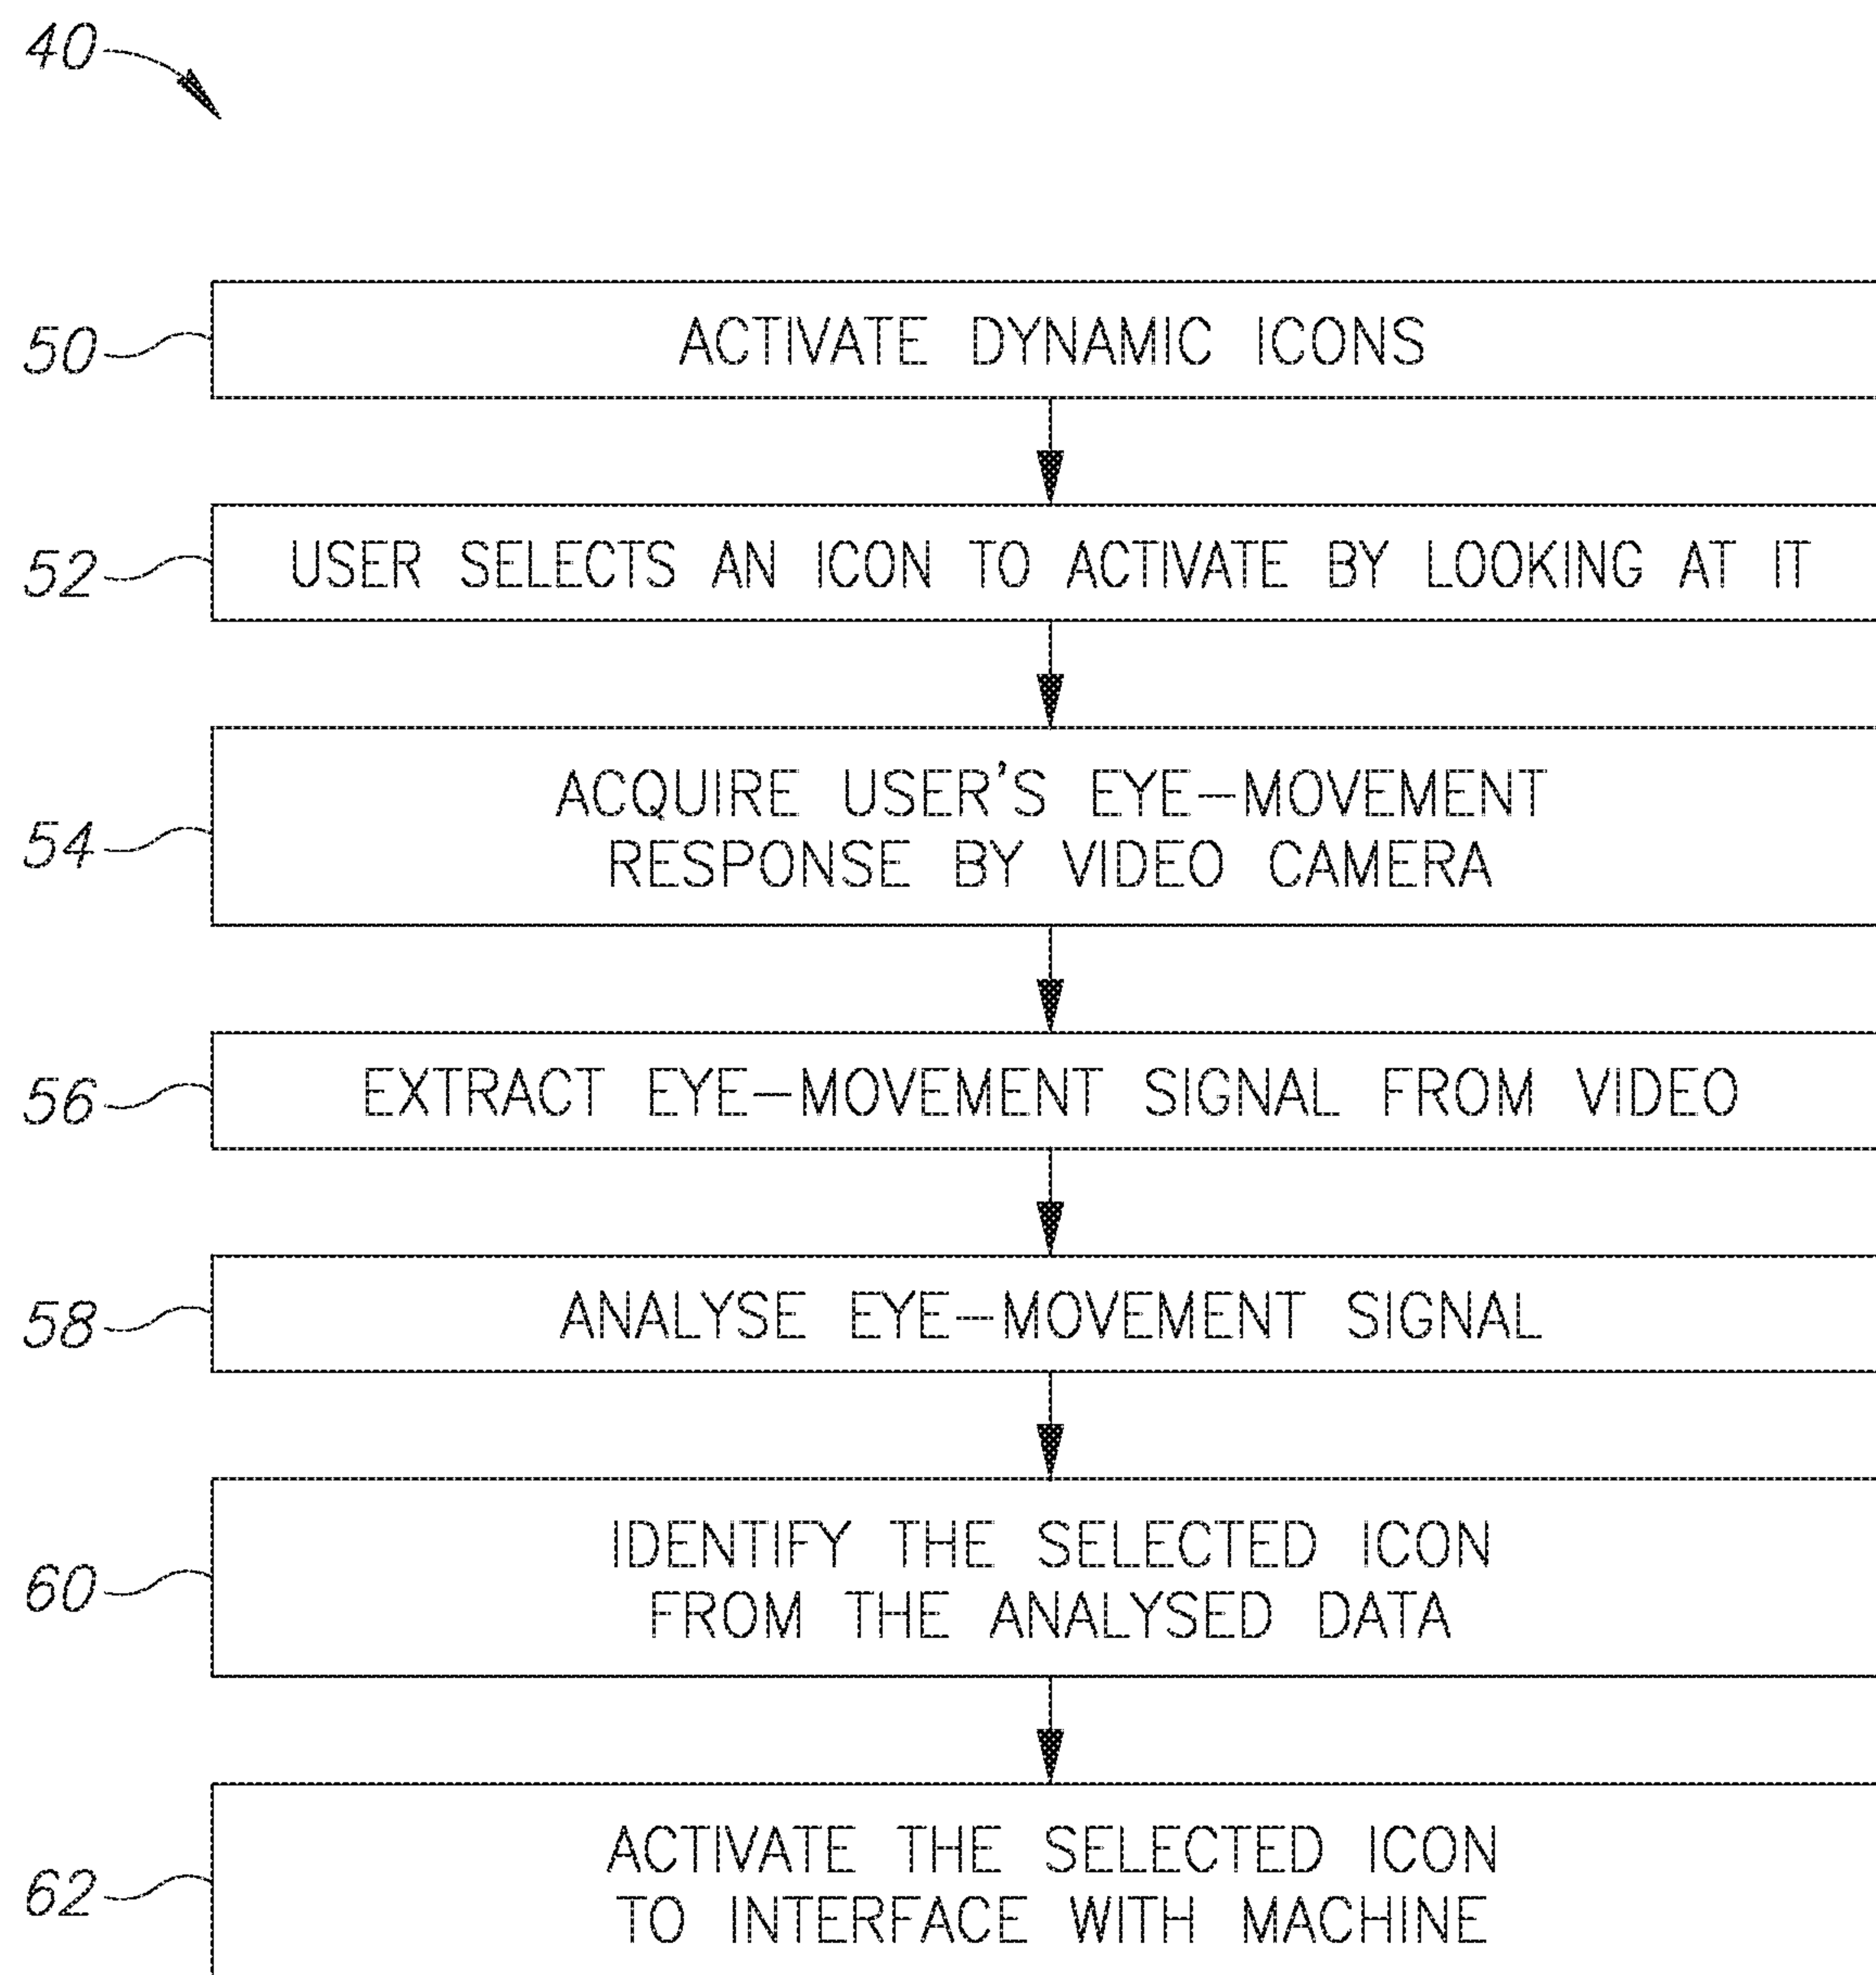 40
50
ACTIVATE DYNAMIC ICONS
52
USER SELECTS AN ICON TO ACTIVATE BY LOOKING AT IT
54
ACQUIRE USER'S EYE-MOVEMENT
RESPONSE BY VIDEO CAMERA
56
EXTRACT EYE-MOVEMENT SIGNAL FROM VIDEO
58
ANALYSE EYE-MOVEMENT SIGNAL
60
IDENTIFY THE SELECTED ICON
FROM THE ANALYSED DATA
62
ACTIVATE THE SELECTED ICON
TO INTERFACE WITH MACHINE